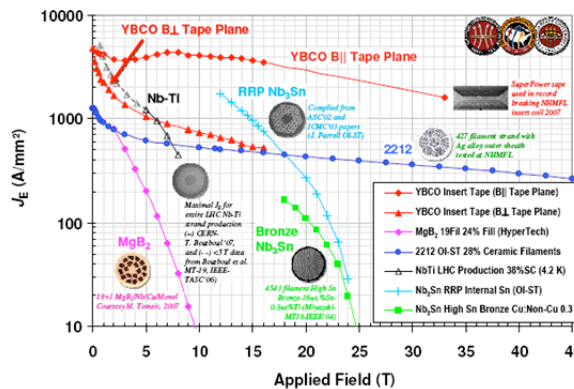 YBCO B⊥ Tape Plane
YBCO B|| Tape Plane
SuperPower tape
used in record
breaking NHMFL
insert coil 2007
Nb-Ti
RRP Nb₃Sn
Complied from
ASC'02 and
ICMC'03 papers
(J. Parrell OI-ST)
2212
427 filament strand with
Ag alloy outer sheath
tested at NHMFL
Maximal J_E for
entire LHC Nb-Ti
strand production
(–) CERN-
T. Boutboul '07, and
(- -) <5 T data
from Boutboul et al.
MT-19, IEEE-
TASC'06)
MgB₂
18+1 MgB₂/Nb/Cu/Monel
Courtesy M. Tomsic, 2007
Bronze
Nb₃Sn
4543 filament High Sn
Bronze-16wt.%Sn-
0.3wt%Ti (Miyazaki-
MT18-IEEE'04)
YBCO Insert Tape (B|| Tape Plane)
YBCO Insert Tape (B⊥ Tape Plane)
MgB₂ 19Fil 24% Fill (HyperTech)
2212 OI-ST 28% Ceramic Filaments
NbTi LHC Production 38%SC (4.2 K)
Nb₃Sn RRP Internal Sn (OI-ST)
Nb₃Sn High Sn Bronze Cu:Non-Cu 0.3
J_E (A/mm²)
10000
1000
100
10
0 5 10 15 20 25 30 35 40 45
Applied Field (T)